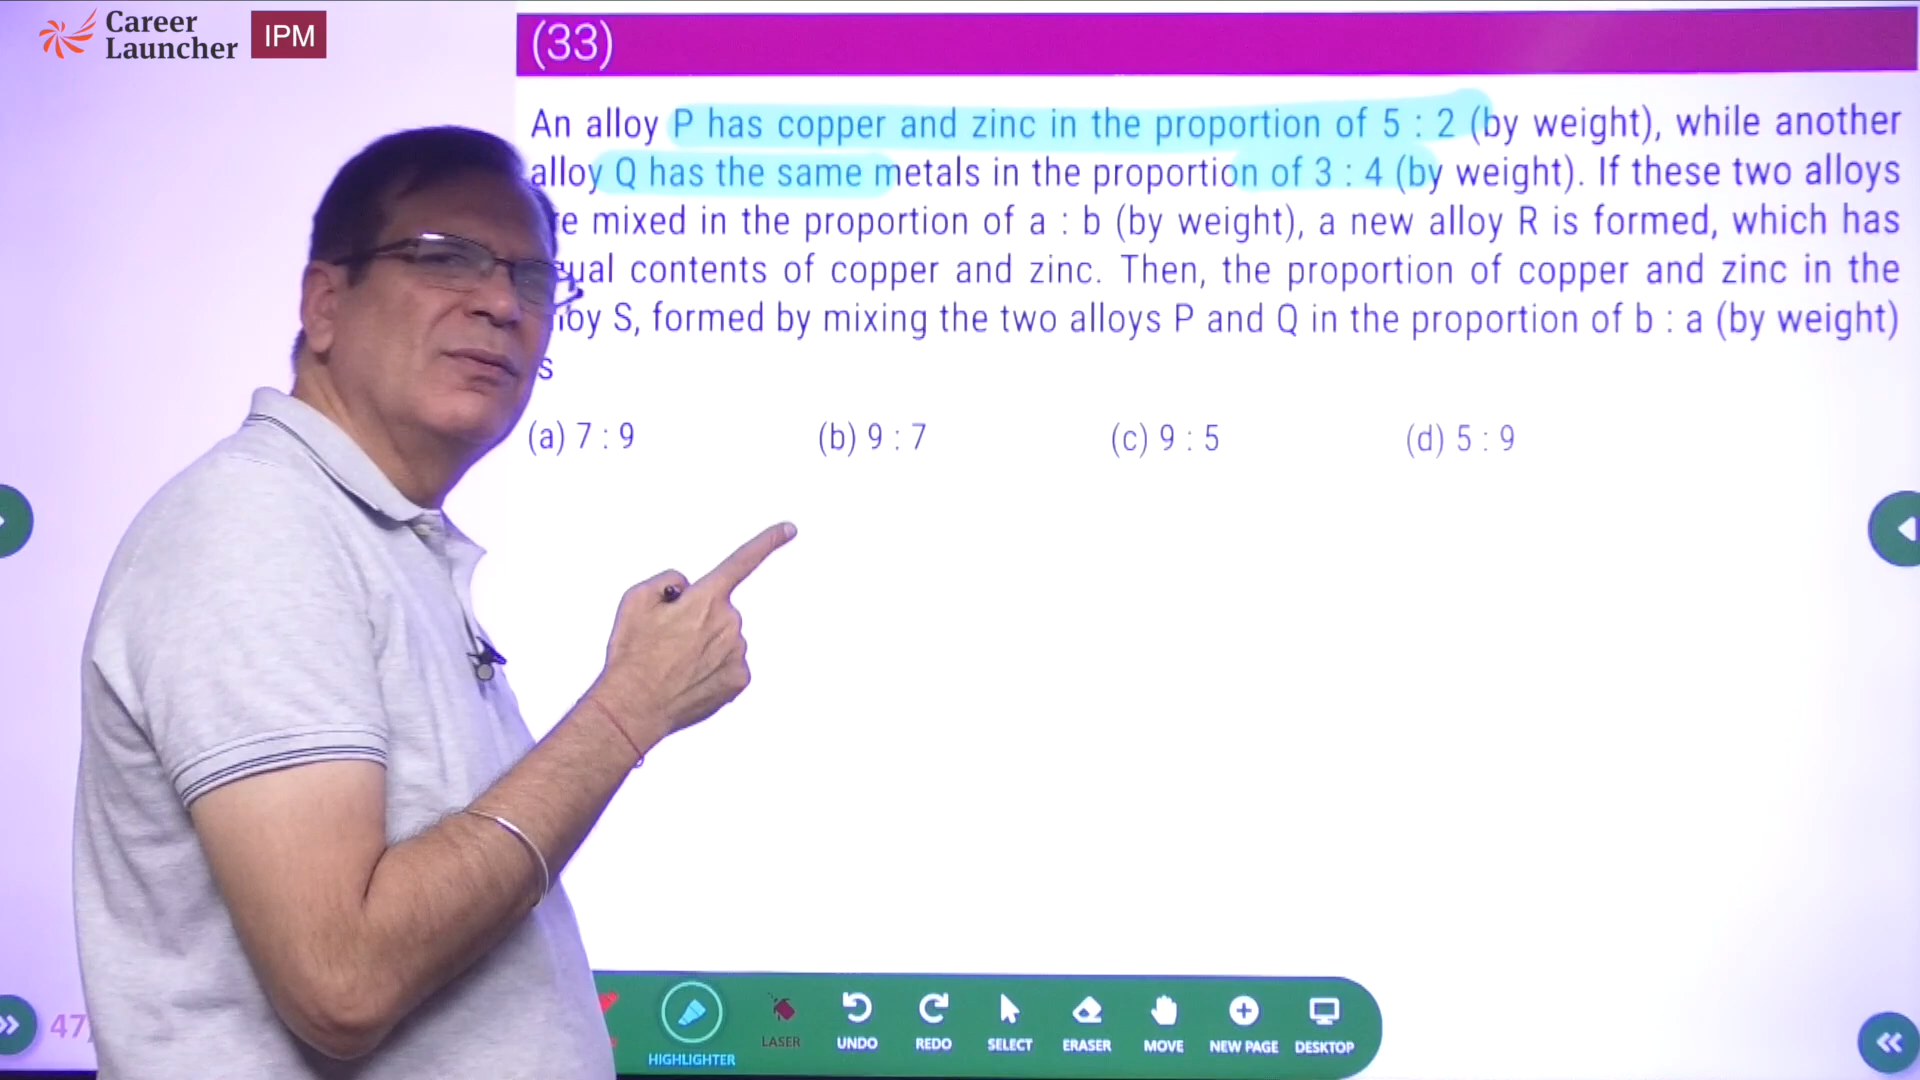 Career
Launcher
IPM
(33)
An alloy P has copper and zinc in the proportion of 5 : 2 (by weight), while another
alloy Q has the same metals in the proportion of 3 : 4 (by weight). If these two alloys
e mixed in the proportion of a : b (by weight), a new alloy R is formed, which has
ual contents of copper and zinc. Then, the proportion of copper and zinc in the
oy S, formed by mixing the two alloys P and Q in the proportion of b : a (by weight)
s
(a) 7 : 9 (b) 9 : 7 (c) 9 : 5 (d) 5 : 9
47
HIGHLIGHTER LASER UNDO REDO SELECT ERASER MOVE NEW PAGE DESKTOP